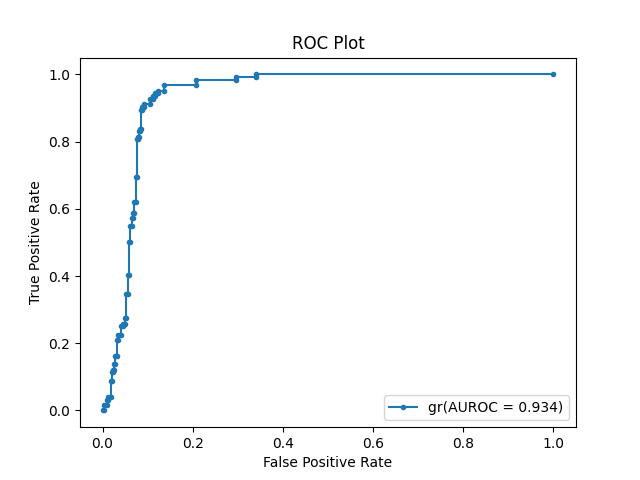 ROC Plot
1.0
0.8
0.6
0.4
0.2
0.0
True Positive Rate
gr(AUROC = 0.934)
0.0 0.2 0.4 0.6 0.8 1.0
False Positive Rate